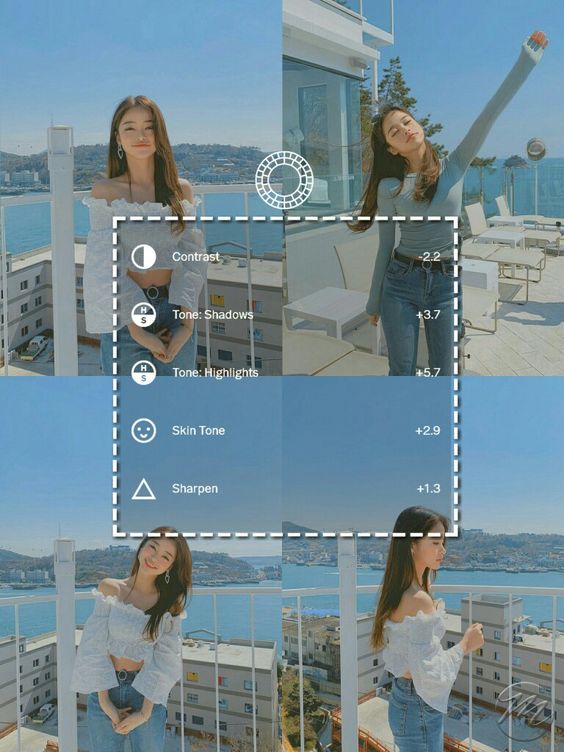 Contrast -2.2
H
S
Tone: Shadows +3.7
H
S
Tone: Highlights +5.7
Skin Tone +2.9
Sharpen +1.3